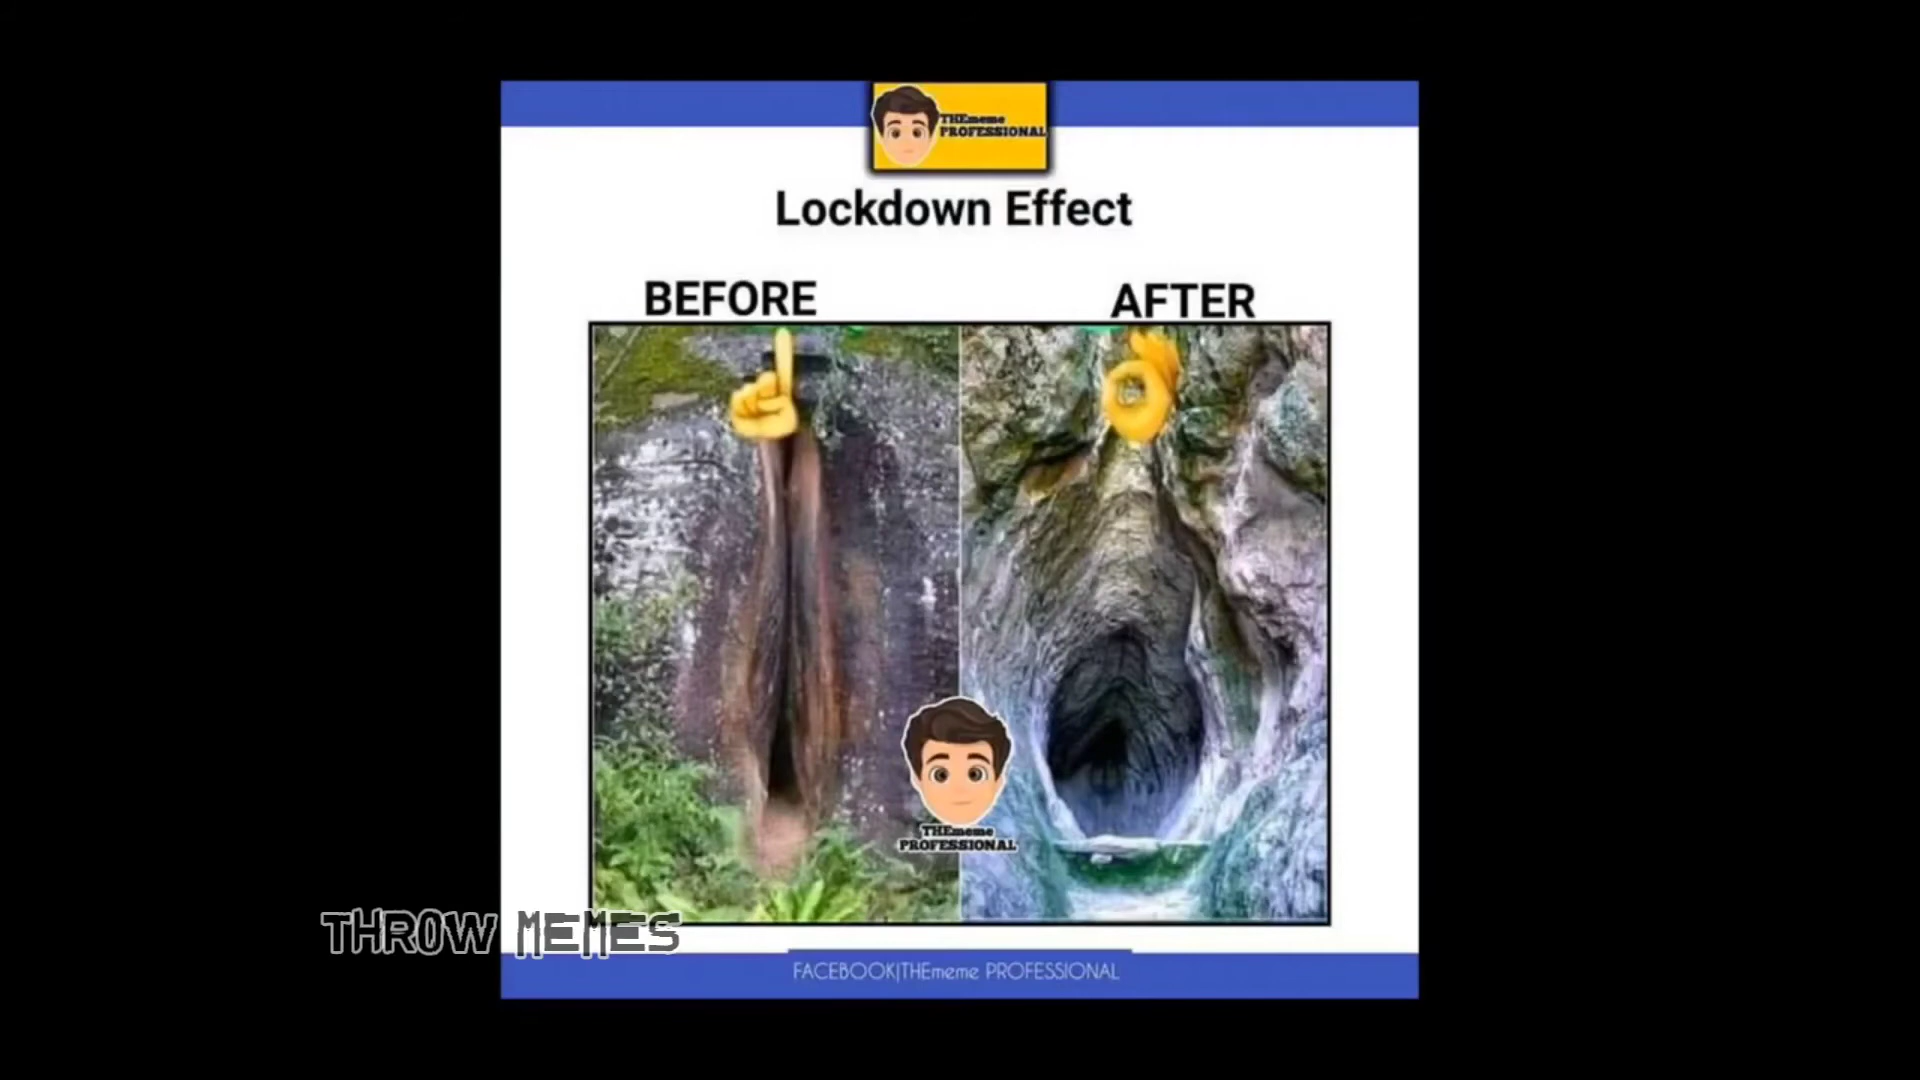 THEmeme
PROFESSIONAL
Lockdown Effect
BEFORE
AFTER
THEmeme
PROFESSIONAL
THROW MEMES
FACEBOOK|THEmeme PROFESSIONAL